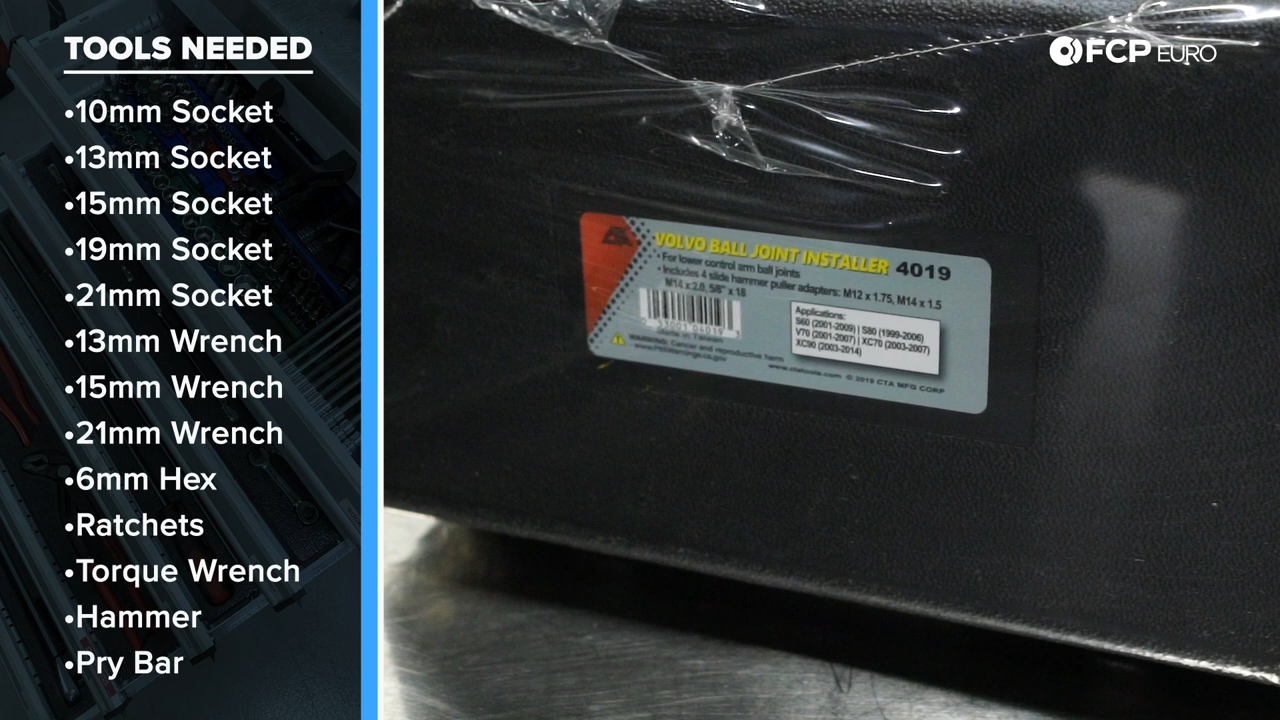 TOOLS NEEDED
•10mm Socket
•13mm Socket
•15mm Socket
•19mm Socket
•21mm Socket
•13mm Wrench
•15mm Wrench
•21mm Wrench
•6mm Hex
•Ratchets
•Torque Wrench
•Hammer
•Pry Bar
FCP EURO
VOLVO BALL JOINT INSTALLER 4019
• For lower control arm ball joints
• Includes 4 slide hammer puller adapters: M12 x 1.75, M14 x 1.5
M14 x 2.0, 5/8" x 18
Applications:
S60 (2001-2009) | S80 (1999-2006)
V70 (2001-2007) | XC70 (2003-2007)
XC90 (2003-2014)
Made in Taiwan
WARNING: Cancer and reproductive harm
www.P65Warnings.ca.gov
www.ctatools.com © 2019 CTA MFG CORP